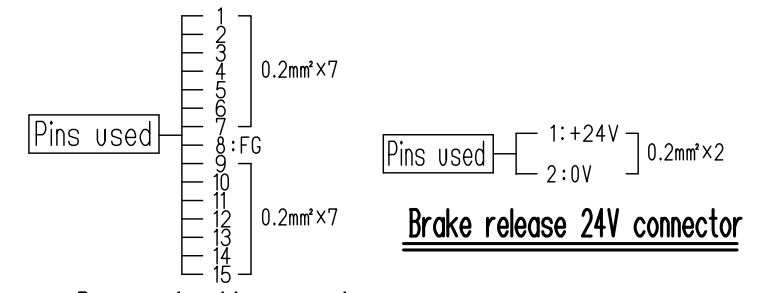 Pins used
1
2
3
4
5
6
7
8:FG
9
10
11
12
13
14
15
0.2mm²×7
0.2mm²×7
Pins used
1:+24V
2:0V
0.2mm²×2
Brake release 24V connector